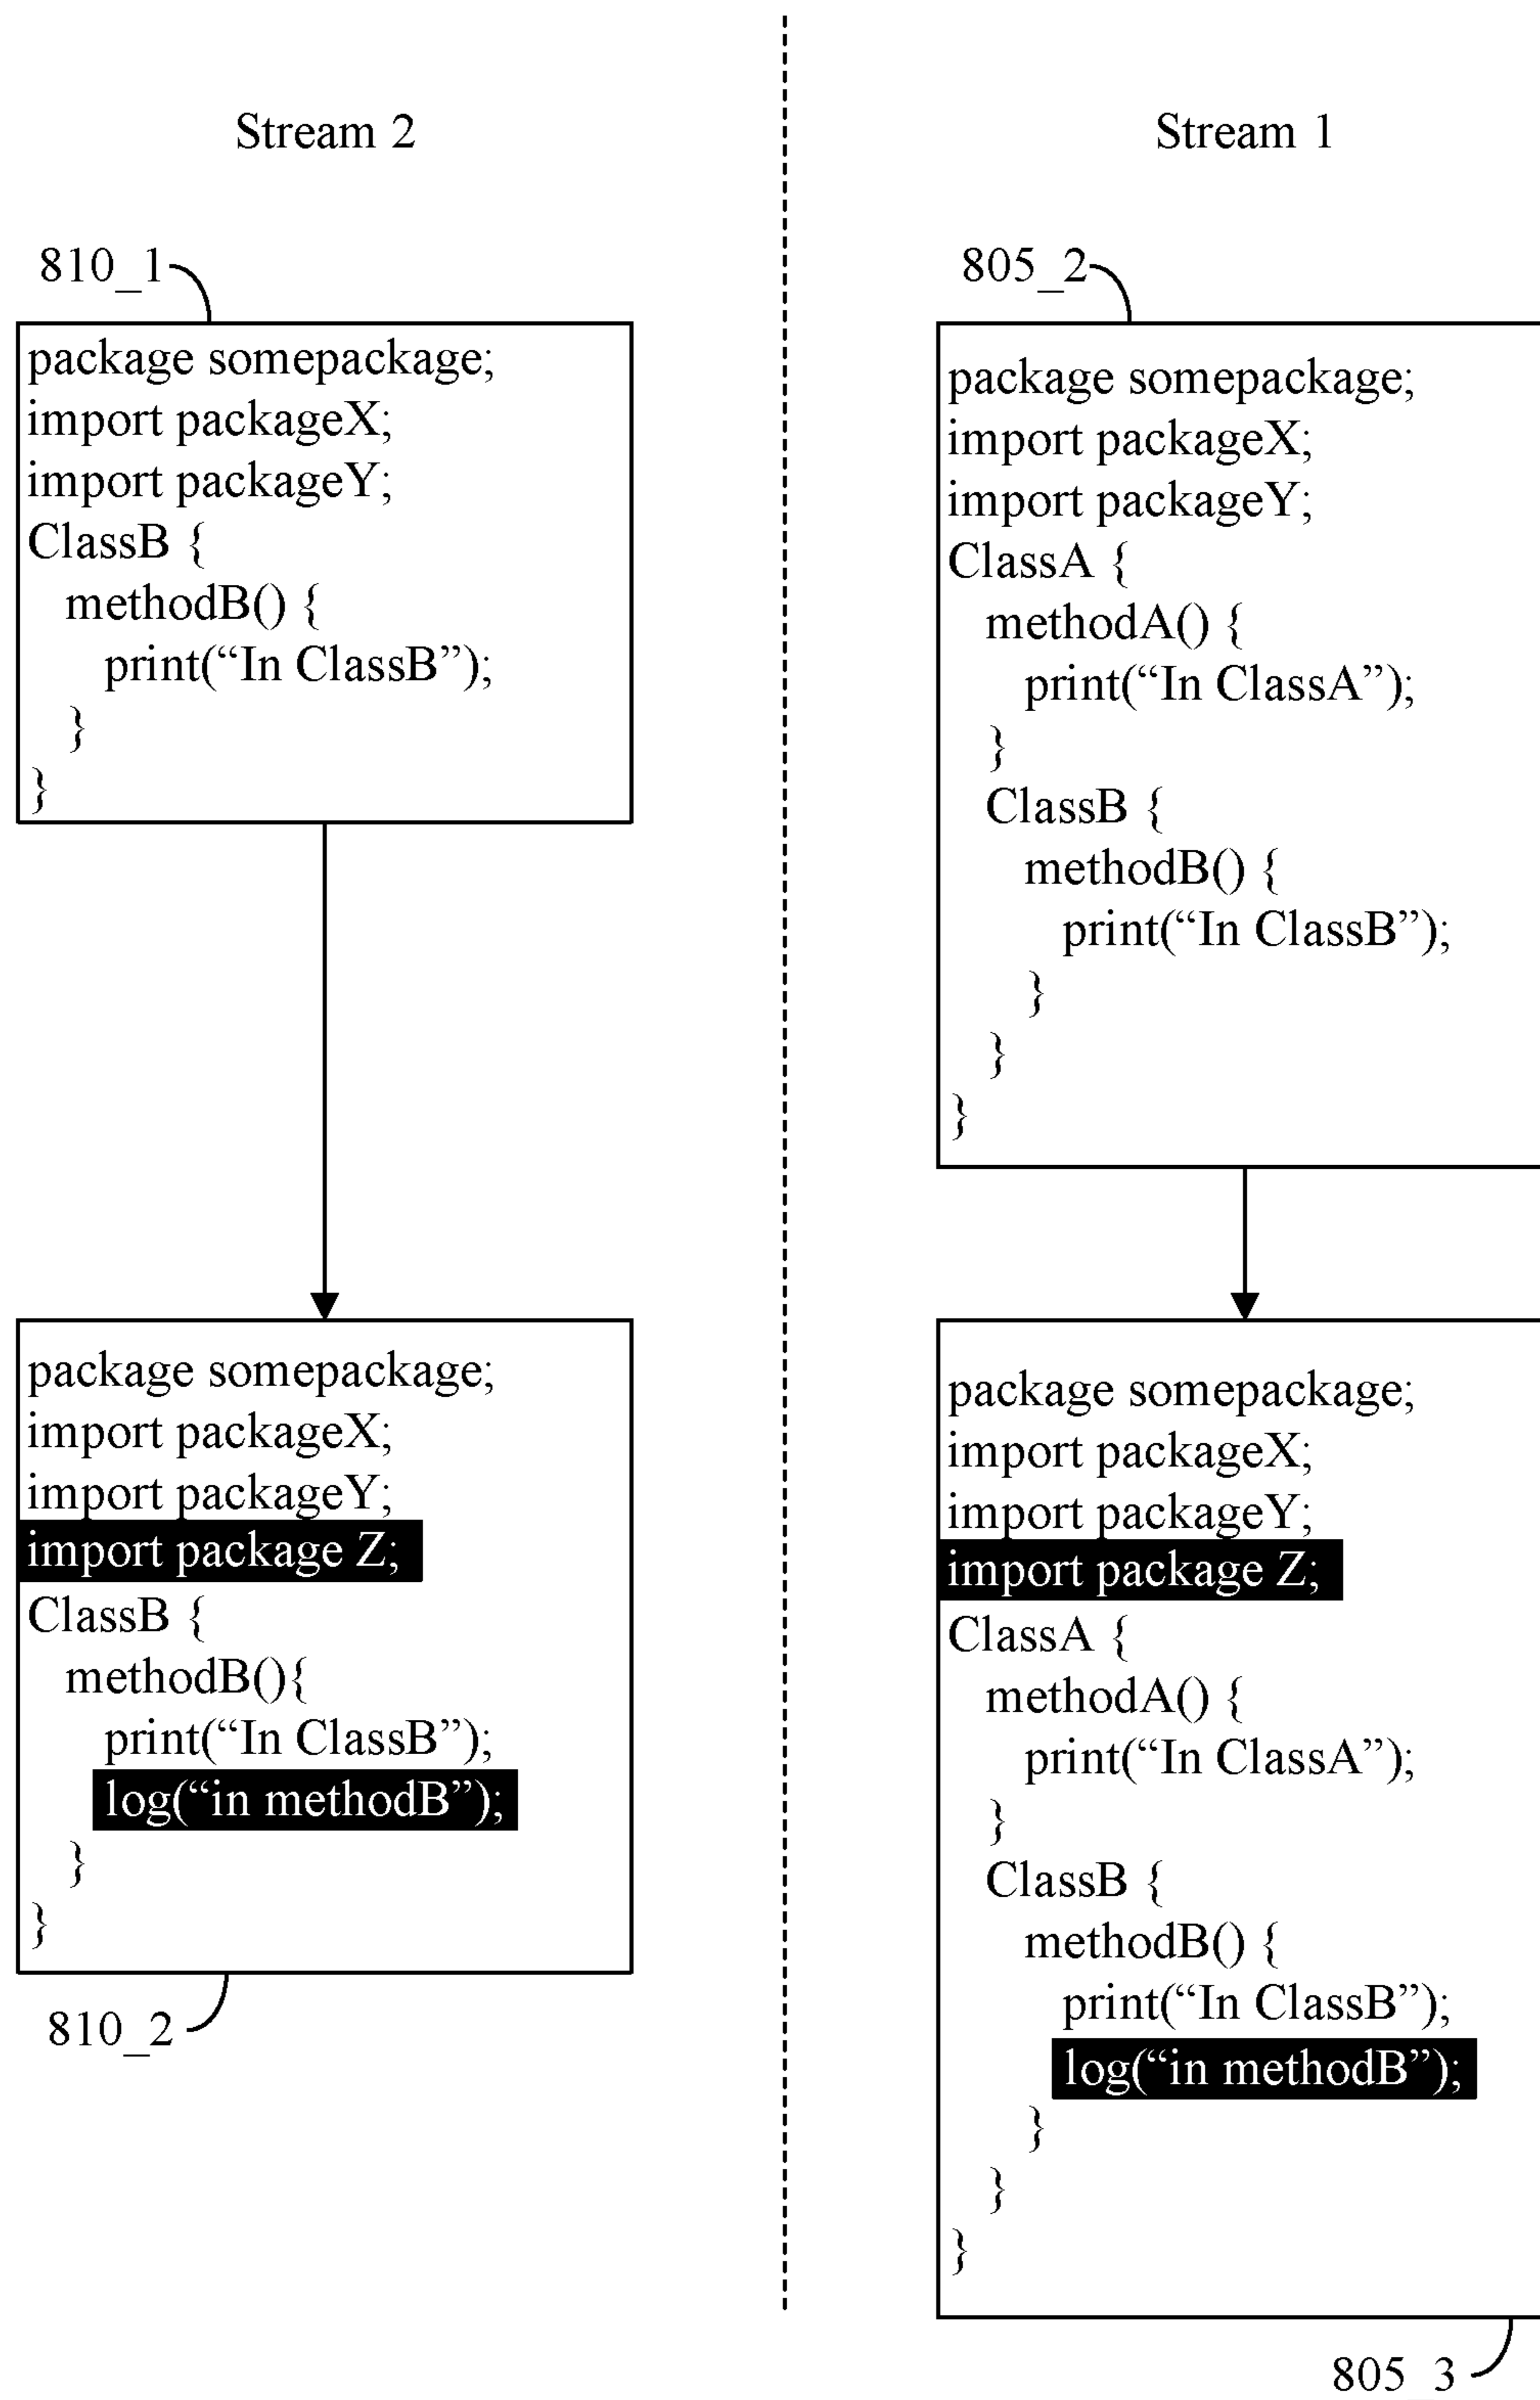 Stream 2
810_1
package somepackage;
import packageX;
import packageY;
ClassB {
methodB() {
print(“In ClassB”);
}
}
package somepackage;
import packageX;
import packageY;
import package Z;
ClassB {
methodB(){
print(“In ClassB”);
log(“in methodB”);
}
}
810_2
Stream 1
805_2
package somepackage;
import packageX;
import packageY;
ClassA {
methodA() {
print(“In ClassA”);
}
ClassB {
methodB() {
print(“In ClassB”);
}
}
}
package somepackage;
import packageX;
import packageY;
import package Z;
ClassA {
methodA() {
print(“In ClassA”);
}
ClassB {
methodB() {
print(“In ClassB”);
log(“in methodB”);
}
}
}
805_3